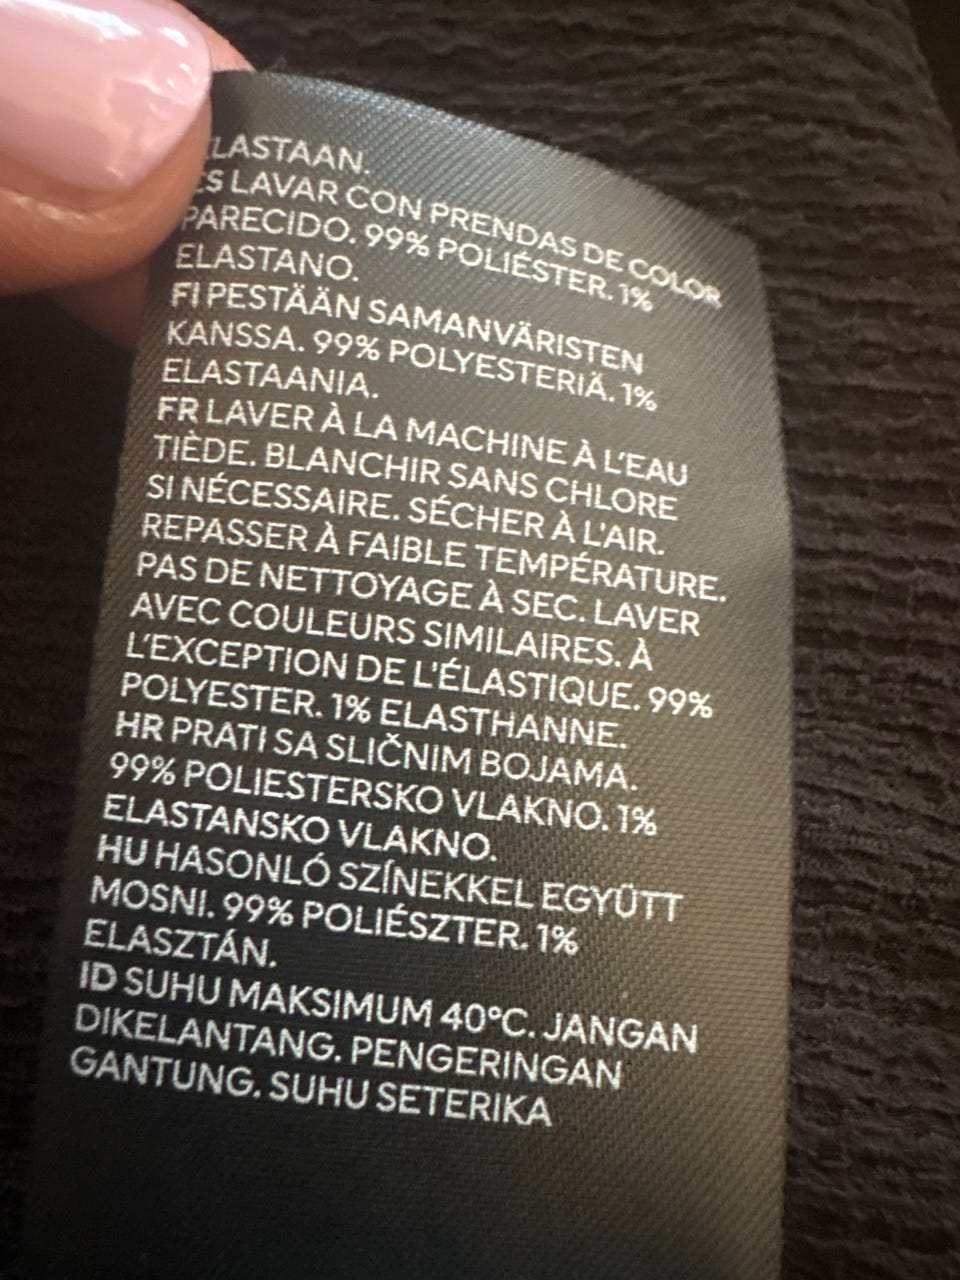 ELASTAAN.
ES LAVAR CON PRENDAS DE COLOR
PARECIDO. 99% POLIÉSTER. 1%
ELASTANO.
FI PESTÄÄN SAMANVÄRISTEN
KANSSA. 99% POLYESTERIÄ. 1%
ELASTAANIA.
FR LAVER À LA MACHINE À L'EAU
TIÈDE. BLANCHIR SANS CHLORE
SI NÉCESSAIRE. SÉCHER À L'AIR.
REPASSER À FAIBLE TEMPÉRATURE.
PAS DE NETTOYAGE À SEC. LAVER
AVEC COULEURS SIMILAIRES. À
L'EXCEPTION DE L'ÉLASTIQUE. 99%
POLYESTER. 1% ELASTHANNE.
HR PRATI SA SLIČNIM BOJAMA.
99% POLIESTERSKO VLAKNO. 1%
ELASTANSKO VLAKNO.
HU HASONLÓ SZÍNEKKEL EGYÜTT
MOSNI. 99% POLIÉSZTER. 1%
ELASZTÁN.
ID SUHU MAKSIMUM 40°C. JANGAN
DIKELANTANG. PENGERINGAN
GANTUNG. SUHU SETERIKA